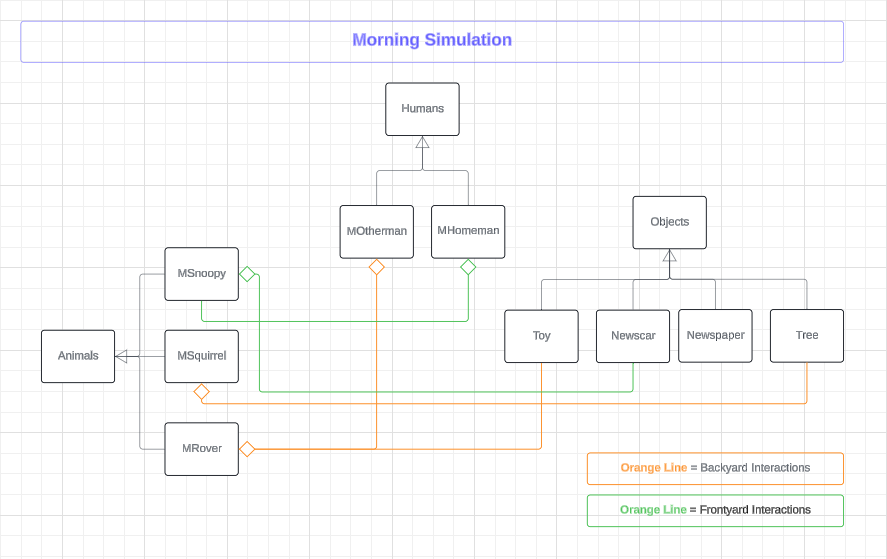 Morning Simulation
Humans
MOtherman
MHomeman
Objects
MSnoopy
Toy
Newscar
Newspaper
Tree
Animals
MSquirrel
MRover
Orange Line = Backyard Interactions
Orange Line = Frontyard Interactions